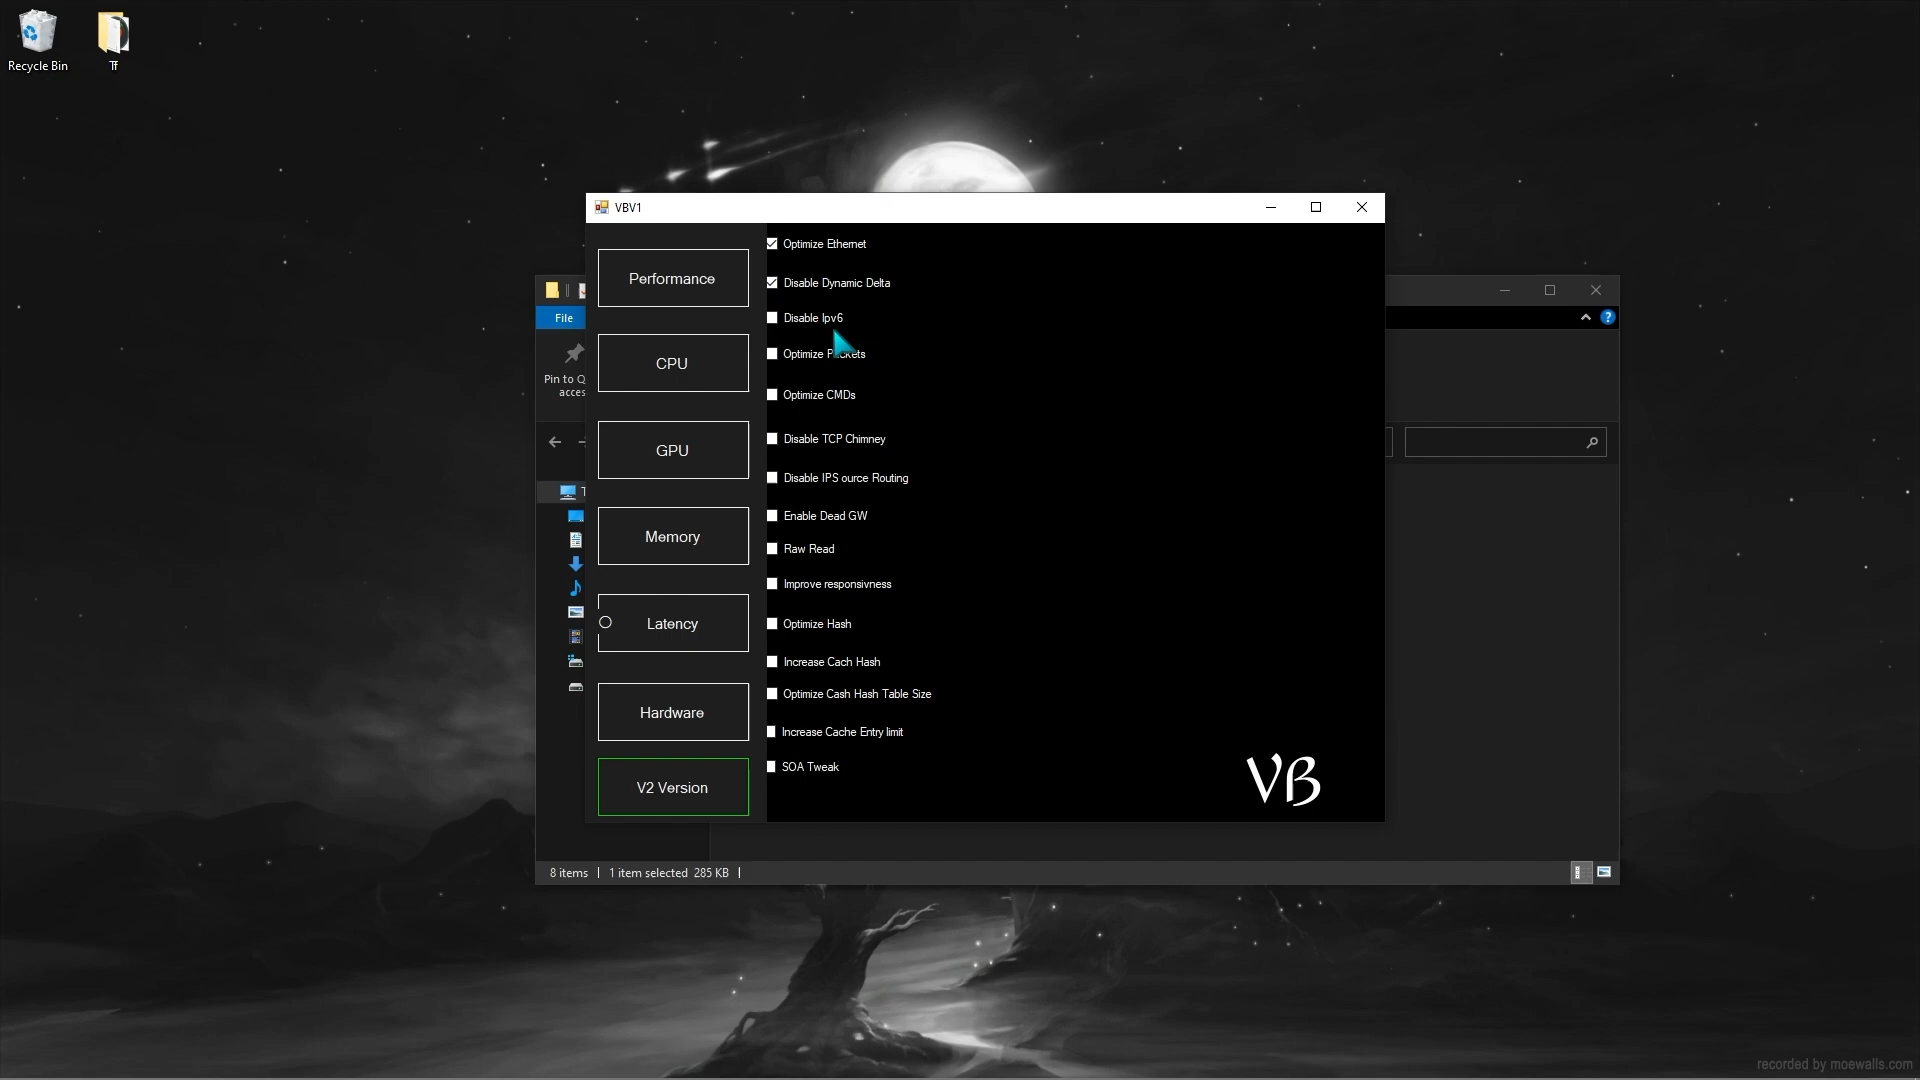 Recycle Bin
Tf
VBV1
Performance
CPU
GPU
Memory
Latency
Hardware
V2 Version
Optimize Ethernet
Disable Dynamic Delta
Disable Ipv6
Optimize Packets
Optimize CMDs
Disable TCP Chimney
Disable IPS ource Routing
Enable Dead GW
Raw Read
Improve responsivness
Optimize Hash
Increase Cach Hash
Optimize Cash Hash Table Size
Increase Cache Entry limit
SOA Tweak
VB
File
Pin to Q
acces
T
?
8 items
1 item selected 285 KB
recorded by moewalls.com